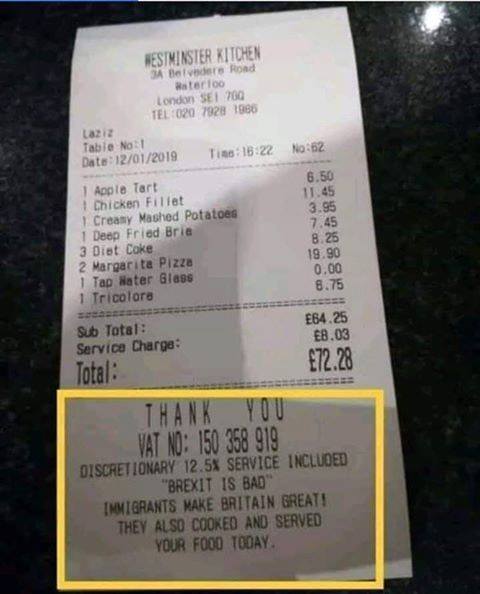 WESTMINSTER KITCHEN
3A Belvedere Road
Waterloo
London SE1 7GQ
TEL:020 7928 1986
Laziz
Table No:1
Date:12/01/2019 Time:16:22 No:62
1 Apple Tart 6.50
1 Chicken Fillet 11.45
1 Creamy Mashed Potatoes 3.95
1 Deep Fried Brie 7.45
3 Diet Coke 8.25
2 Margarita Pizza 19.90
1 Tap Water Glass 0.00
1 Tricolore 6.75
Sub Total: £64.25
Service Charge: £8.03
Total: £72.28
THANK YOU
VAT NO: 150 358 919
DISCRETIONARY 12.5% SERVICE INCLUDED
"BREXIT IS BAD"
IMMIGRANTS MAKE BRITAIN GREAT!
THEY ALSO COOKED AND SERVED
YOUR FOOD TODAY.